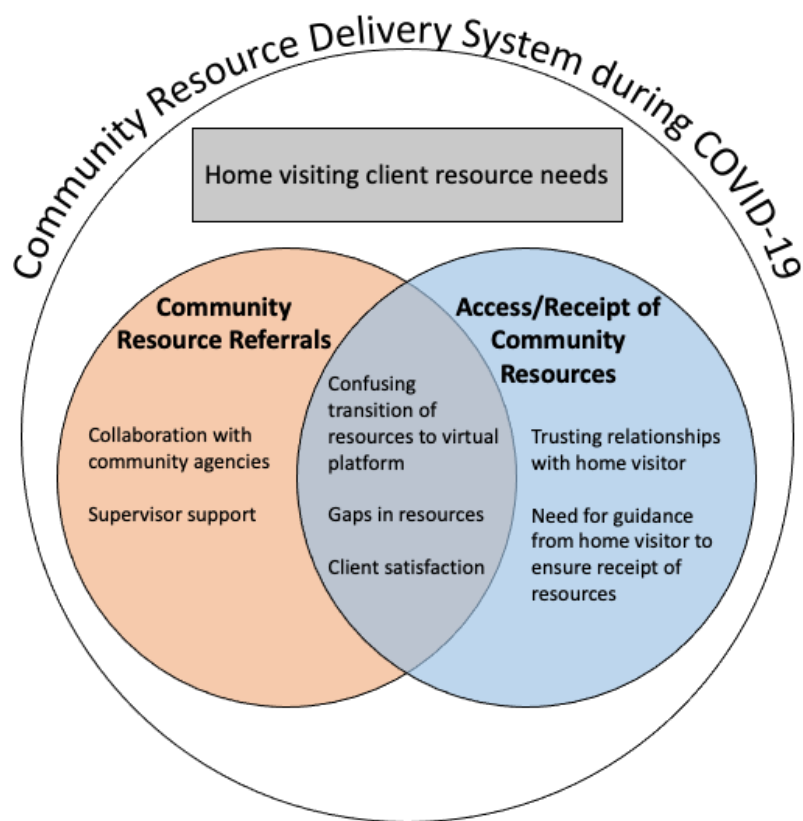 Community Resource Delivery System during COVID-19
Home visiting client resource needs
Community
Resource Referrals
Collaboration with
community agencies
Supervisor support
Confusing
transition of
resources to virtual
platform
Gaps in resources
Client satisfaction
Access/Receipt of
Community
Resources
Trusting relationships
with home visitor
Need for guidance
from home visitor to
ensure receipt of
resources